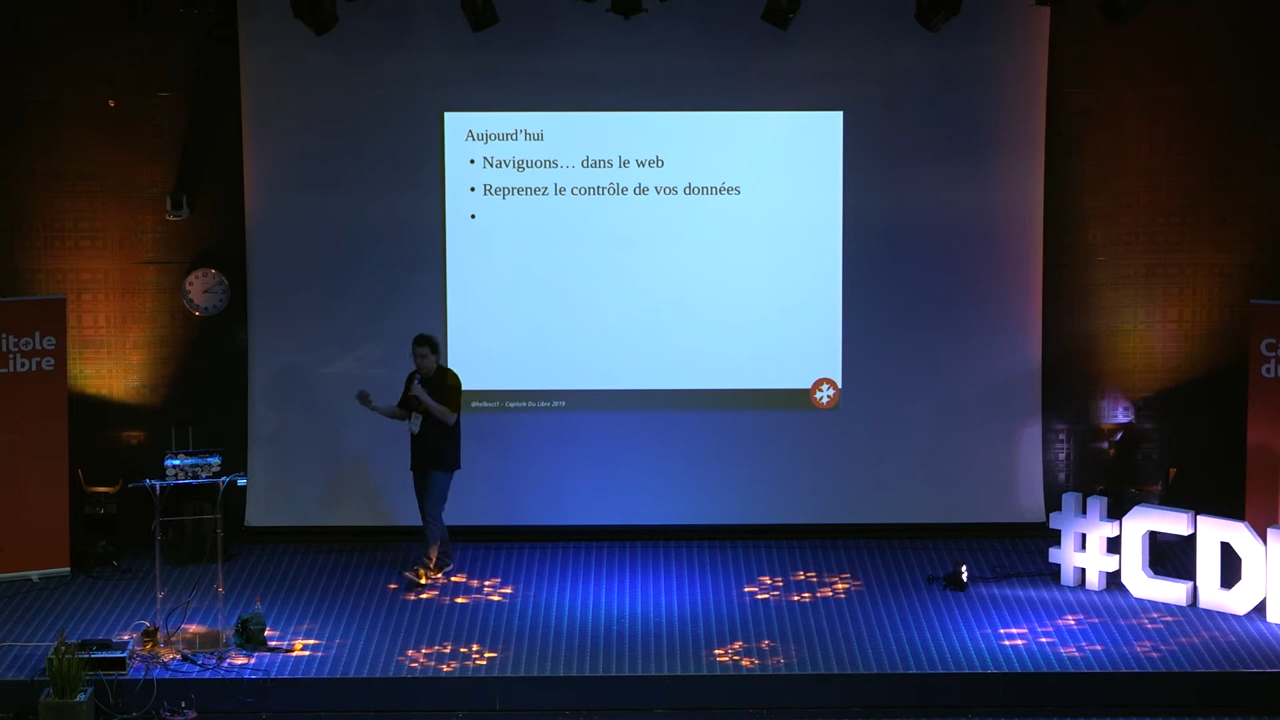 Aujourd'hui
• Naviguons… dans le web
• Reprenez le contrôle de vos données
•
@hellosct1 – Capitole Du Libre 2019
itole
Libre
C
d
#CD